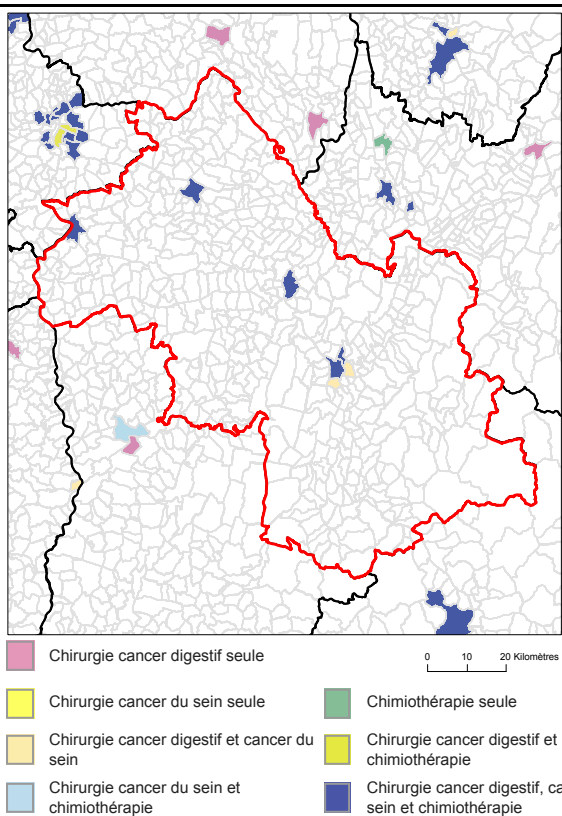 Chirurgie cancer digestif seule
0 10 20 Kilomètres
Chirurgie cancer du sein seule
Chimiothérapie seule
Chirurgie cancer digestif et cancer du
sein
Chirurgie cancer digestif et
chimiothérapie
Chirurgie cancer du sein et
chimiothérapie
Chirurgie cancer digestif, ca
sein et chimiothérapie